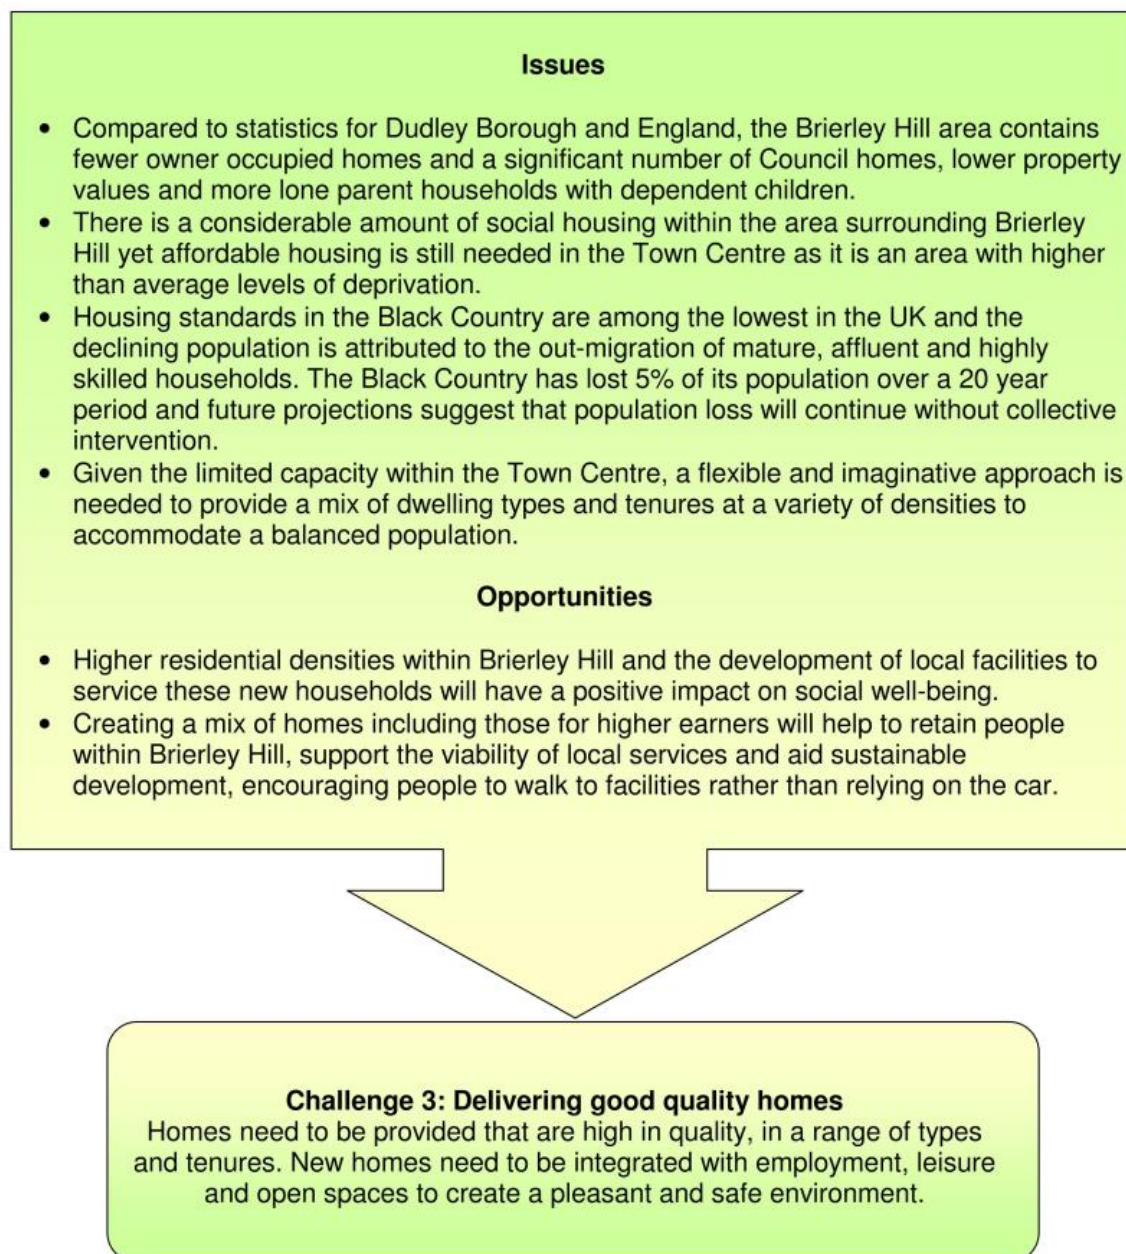 Issues
• Compared to statistics for Dudley Borough and England, the Brierley Hill area contains
fewer owner occupied homes and a significant number of Council homes, lower property
values and more lone parent households with dependent children.
• There is a considerable amount of social housing within the area surrounding Brierley
Hill yet affordable housing is still needed in the Town Centre as it is an area with higher
than average levels of deprivation.
• Housing standards in the Black Country are among the lowest in the UK and the
declining population is attributed to the out-migration of mature, affluent and highly
skilled households. The Black Country has lost 5% of its population over a 20 year
period and future projections suggest that population loss will continue without collective
intervention.
• Given the limited capacity within the Town Centre, a flexible and imaginative approach is
needed to provide a mix of dwelling types and tenures at a variety of densities to
accommodate a balanced population.
Opportunities
• Higher residential densities within Brierley Hill and the development of local facilities to
service these new households will have a positive impact on social well-being.
• Creating a mix of homes including those for higher earners will help to retain people
within Brierley Hill, support the viability of local services and aid sustainable
development, encouraging people to walk to facilities rather than relying on the car.
Challenge 3: Delivering good quality homes
Homes need to be provided that are high in quality, in a range of types
and tenures. New homes need to be integrated with employment, leisure
and open spaces to create a pleasant and safe environment.